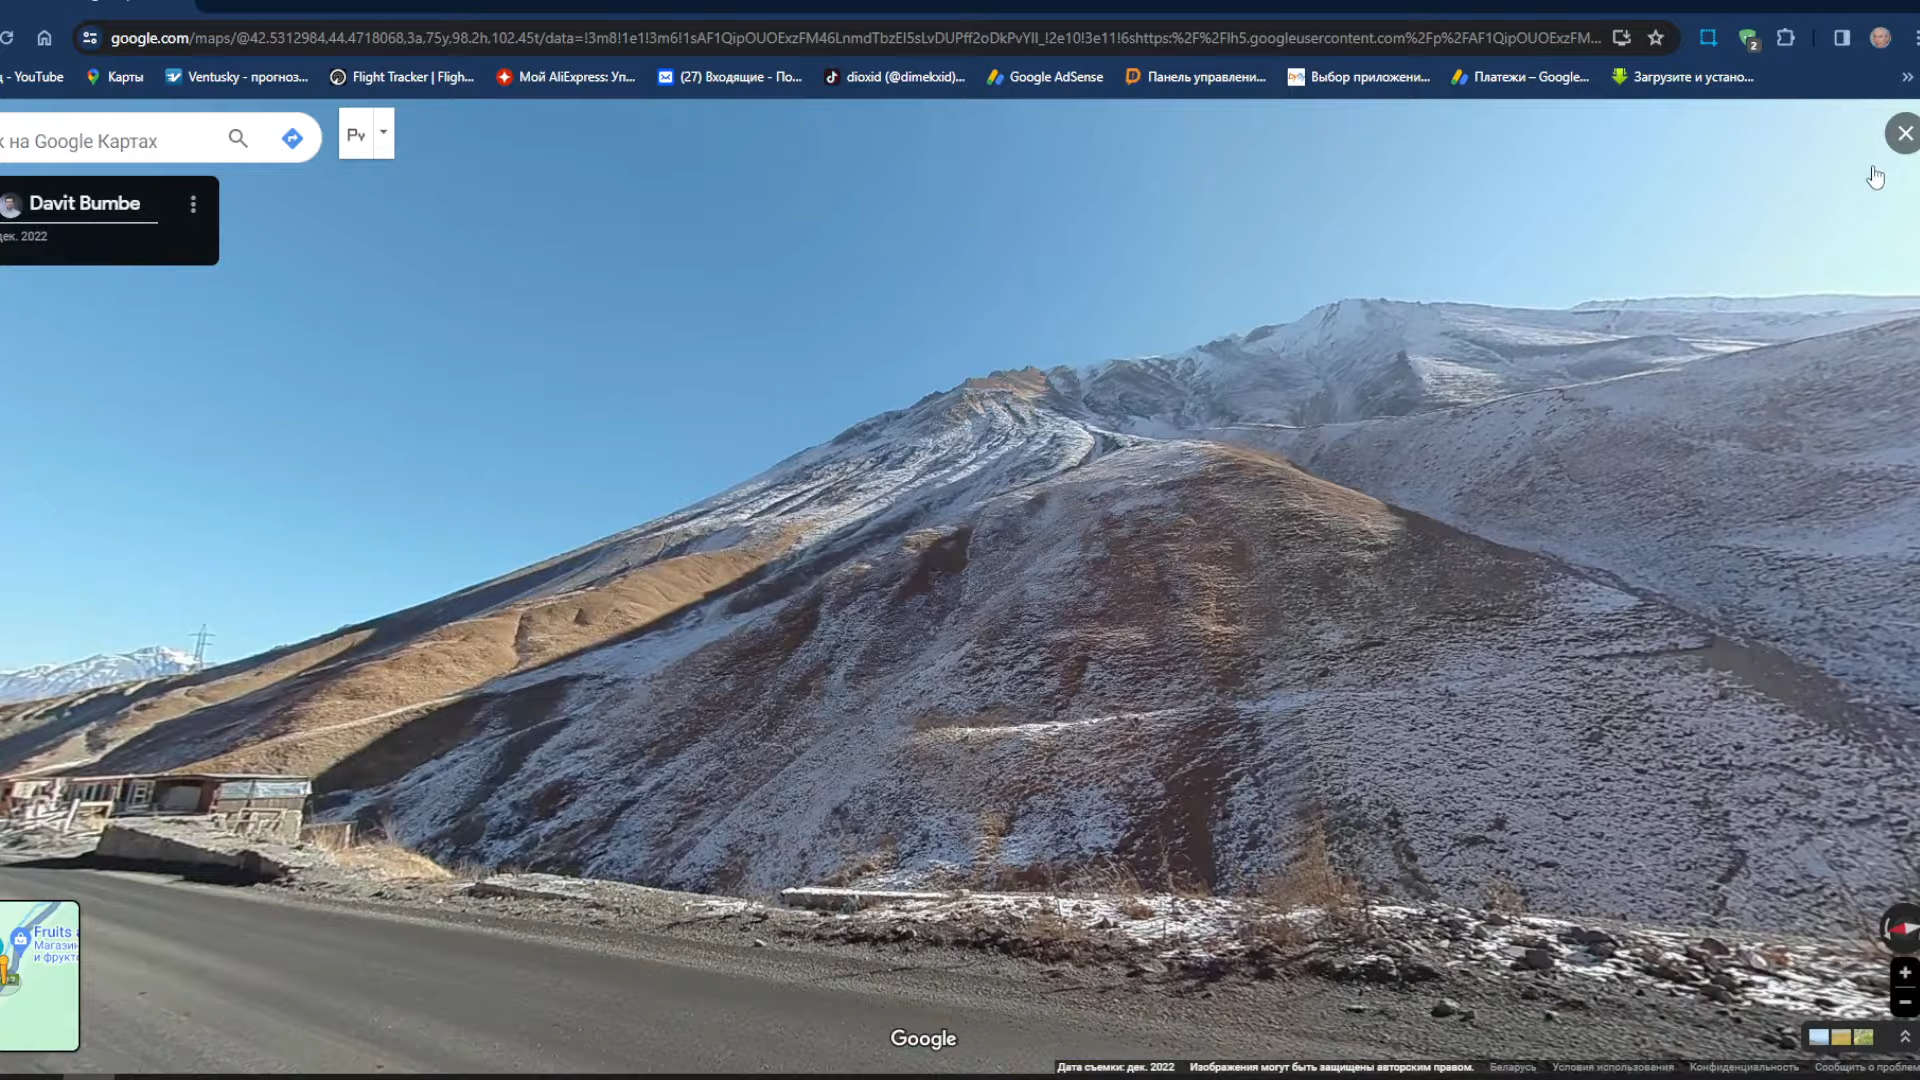 google.com/maps/@42.5312984,44.4718068,3a,75y,98.2h,102.45t/data=!3m8!1e1!3m6!1sAF1QipOUOExzFM46LnmdTbzEI5sLvDUPff2oDkPvYIl_!2e10!3e11!6shttps:%2F%2Flh5.googleusercontent.com%2Fp%2FAF1QipOUOExzFM...
2
- YouTube Карты Ventusky - прогноз... Flight Tracker | Fligh... Мой AliExpress: Уп... (27) Входящие - По... dioxid (@dimekxid)... Google AdSense Панель управлени... Выбор приложени... Платежи – Google... Загрузите и устано... »
на Google Картах
Ру
Davit Bumbe
дек. 2022
Fruits
Магазин
и фрукто
Google
Дата съемки: дек. 2022 Изображения могут быть защищены авторским правом. Беларусь Условия использования Конфиденциальность Сообщить о проблем